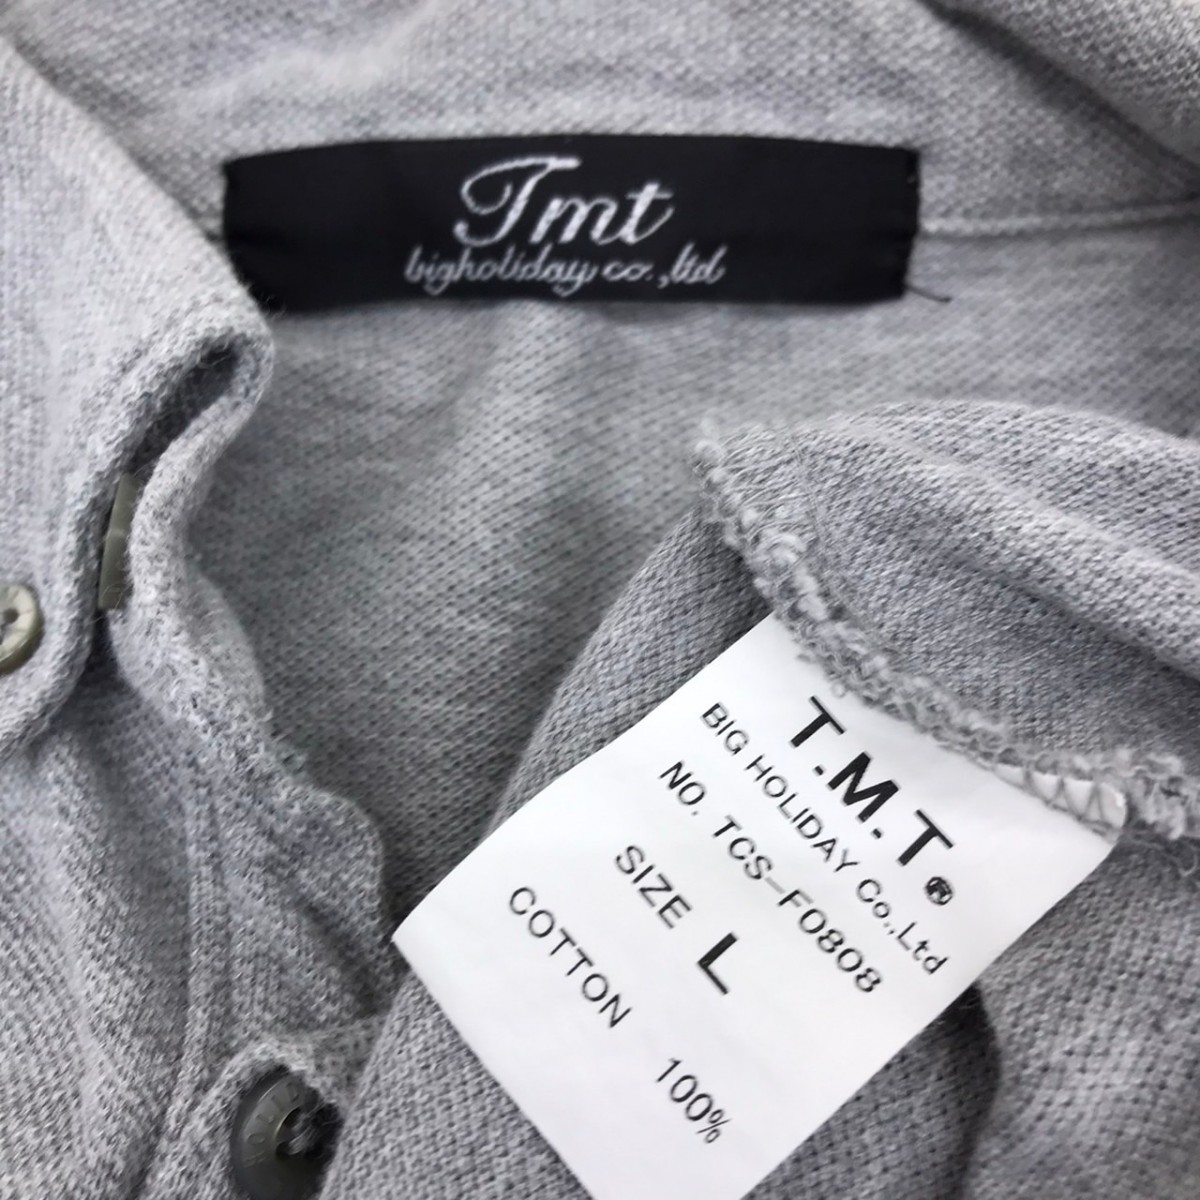 Tmt
bigholiday co.,ltd
T.M.T®
BIG HOLIDAY Co.,Ltd
NO. TCS-F0808
SIZE L
COTTON 100%